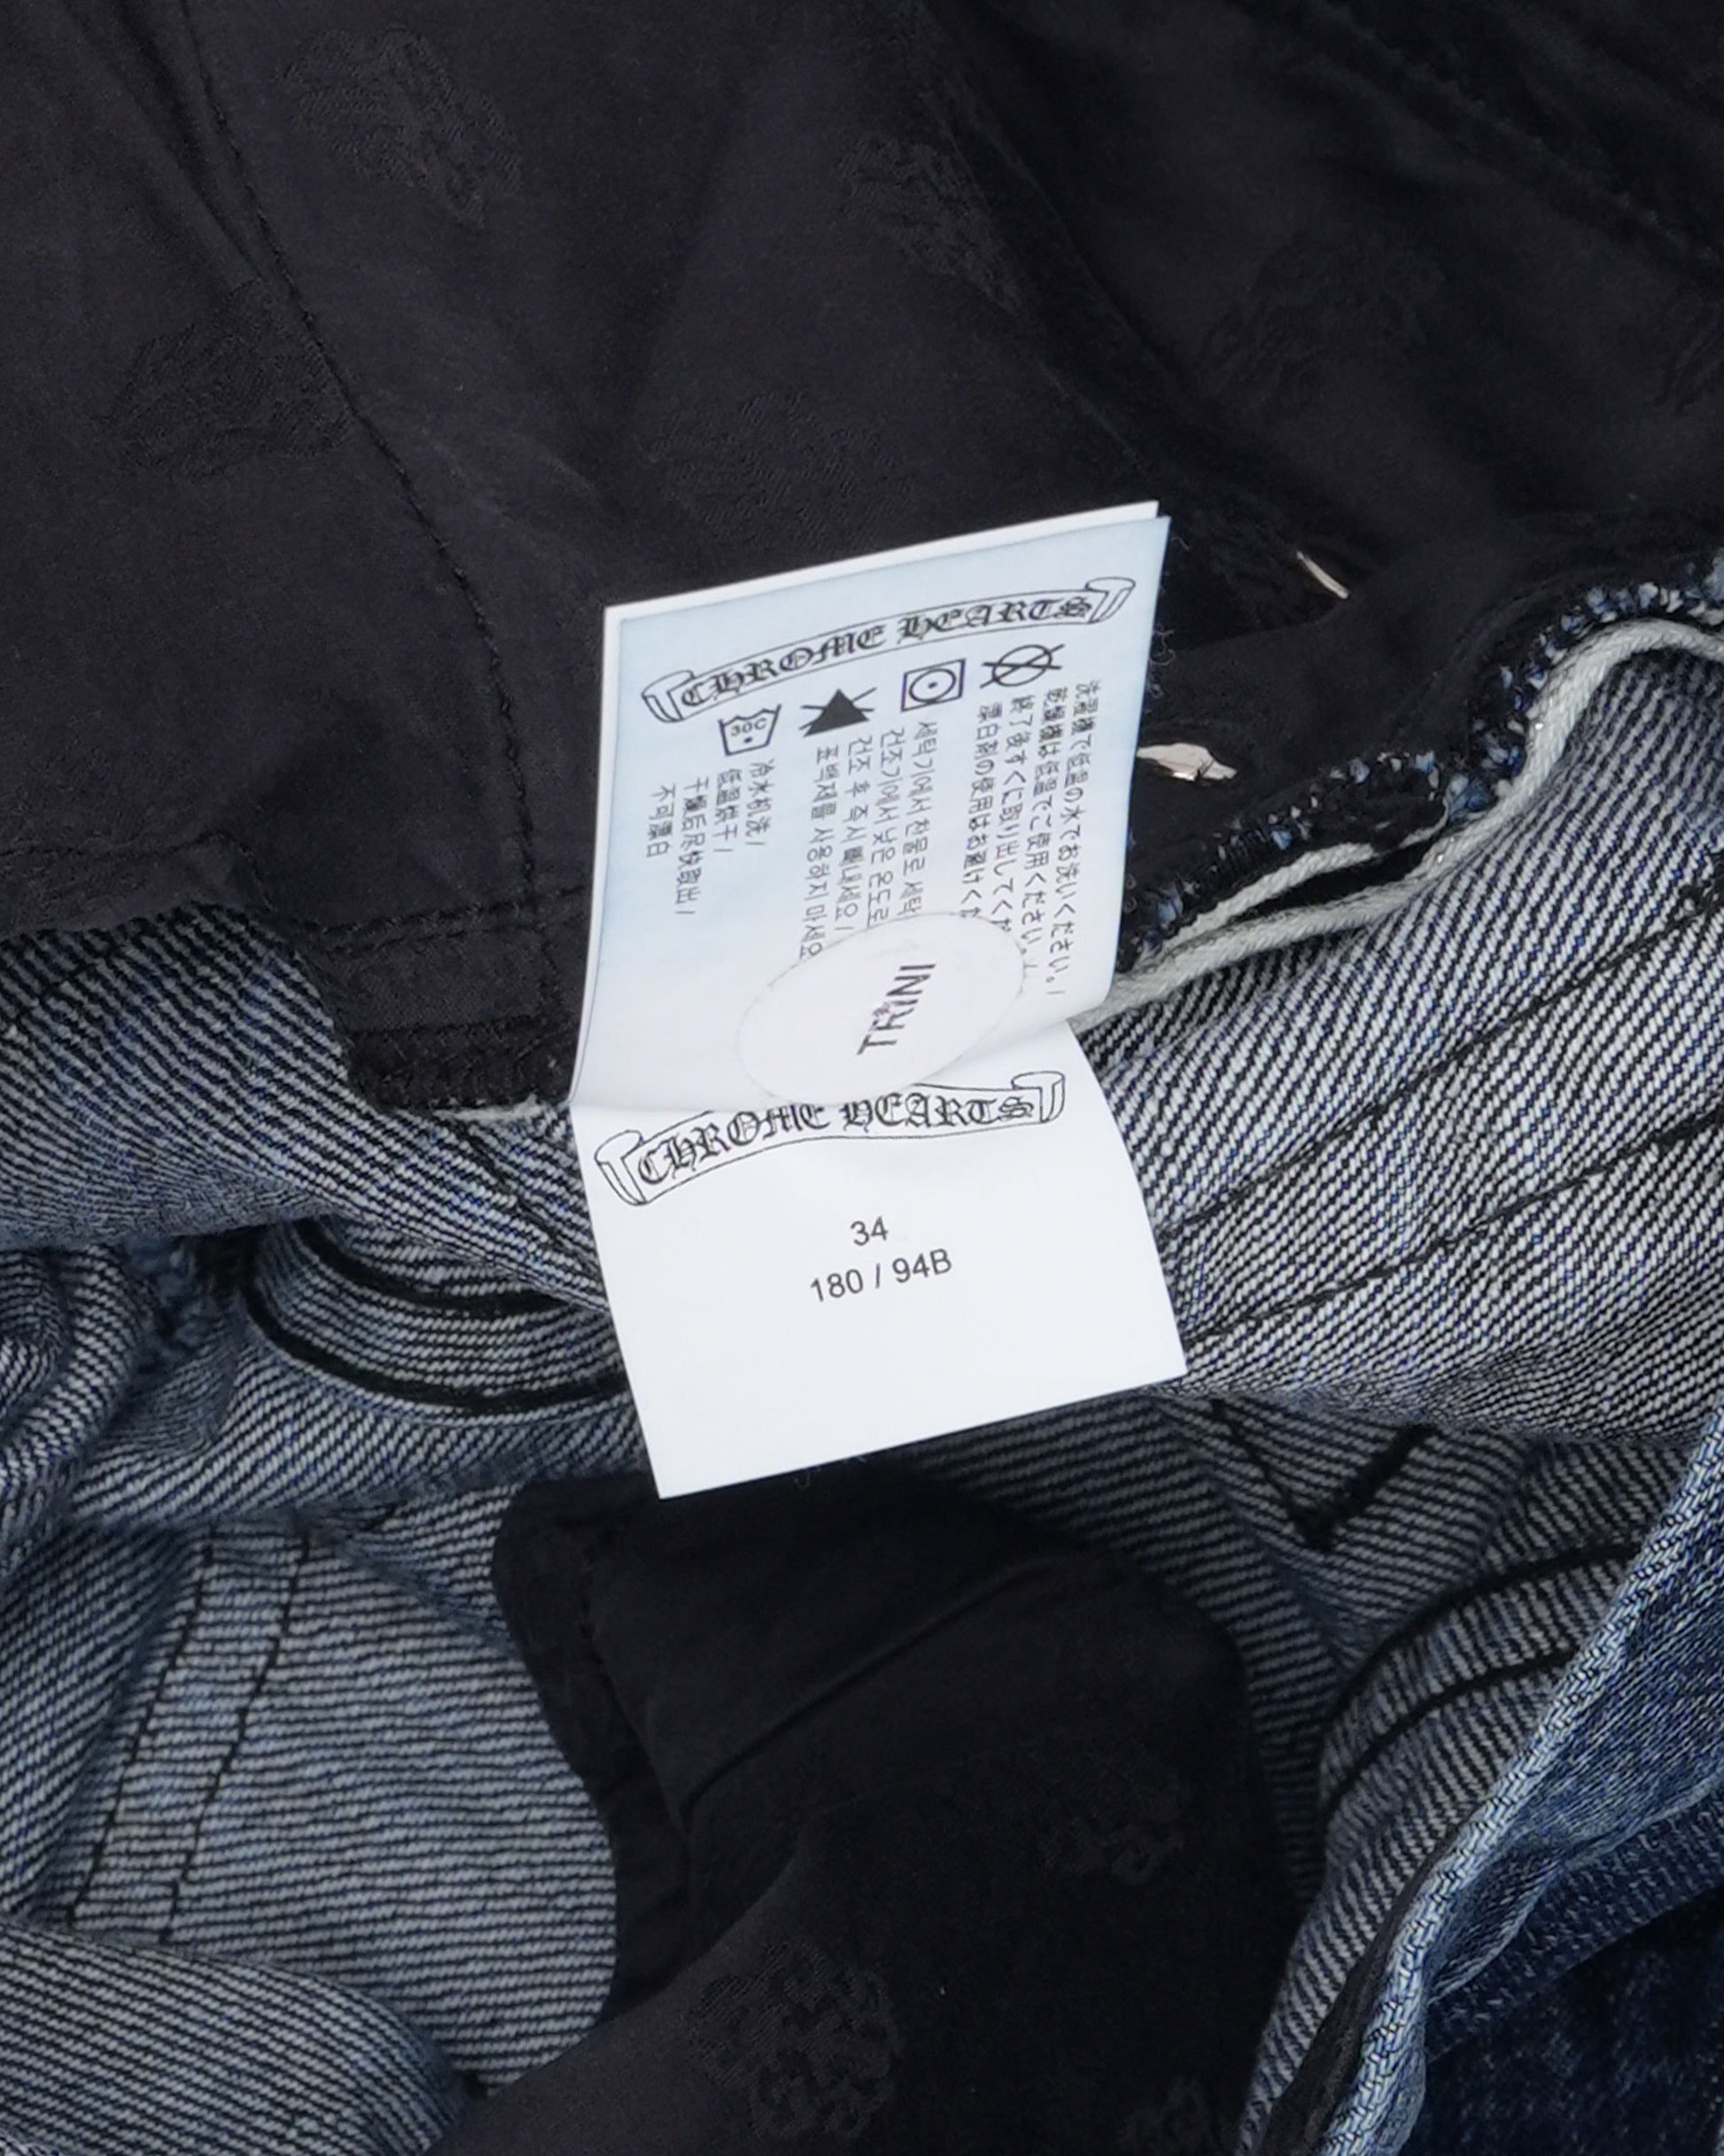 CHROME HEARTS
30C
洗濯機で低温の水でお洗いください。/
乾燥機は低温でご使用ください。/
終了後すぐに取り出してくだ
漂白剤の使用はお避けくだ
세탁기에서 찬물로 세탁
건조기에서 낮은 온도로
건조 후 즉시 빼내세요 /
표백제를 사용하지 마세요
冷水机洗 /
低温烘干 /
干燥后尽快取出 /
不可漂白
TRINI
CHROME HEARTS
34
180 / 94B